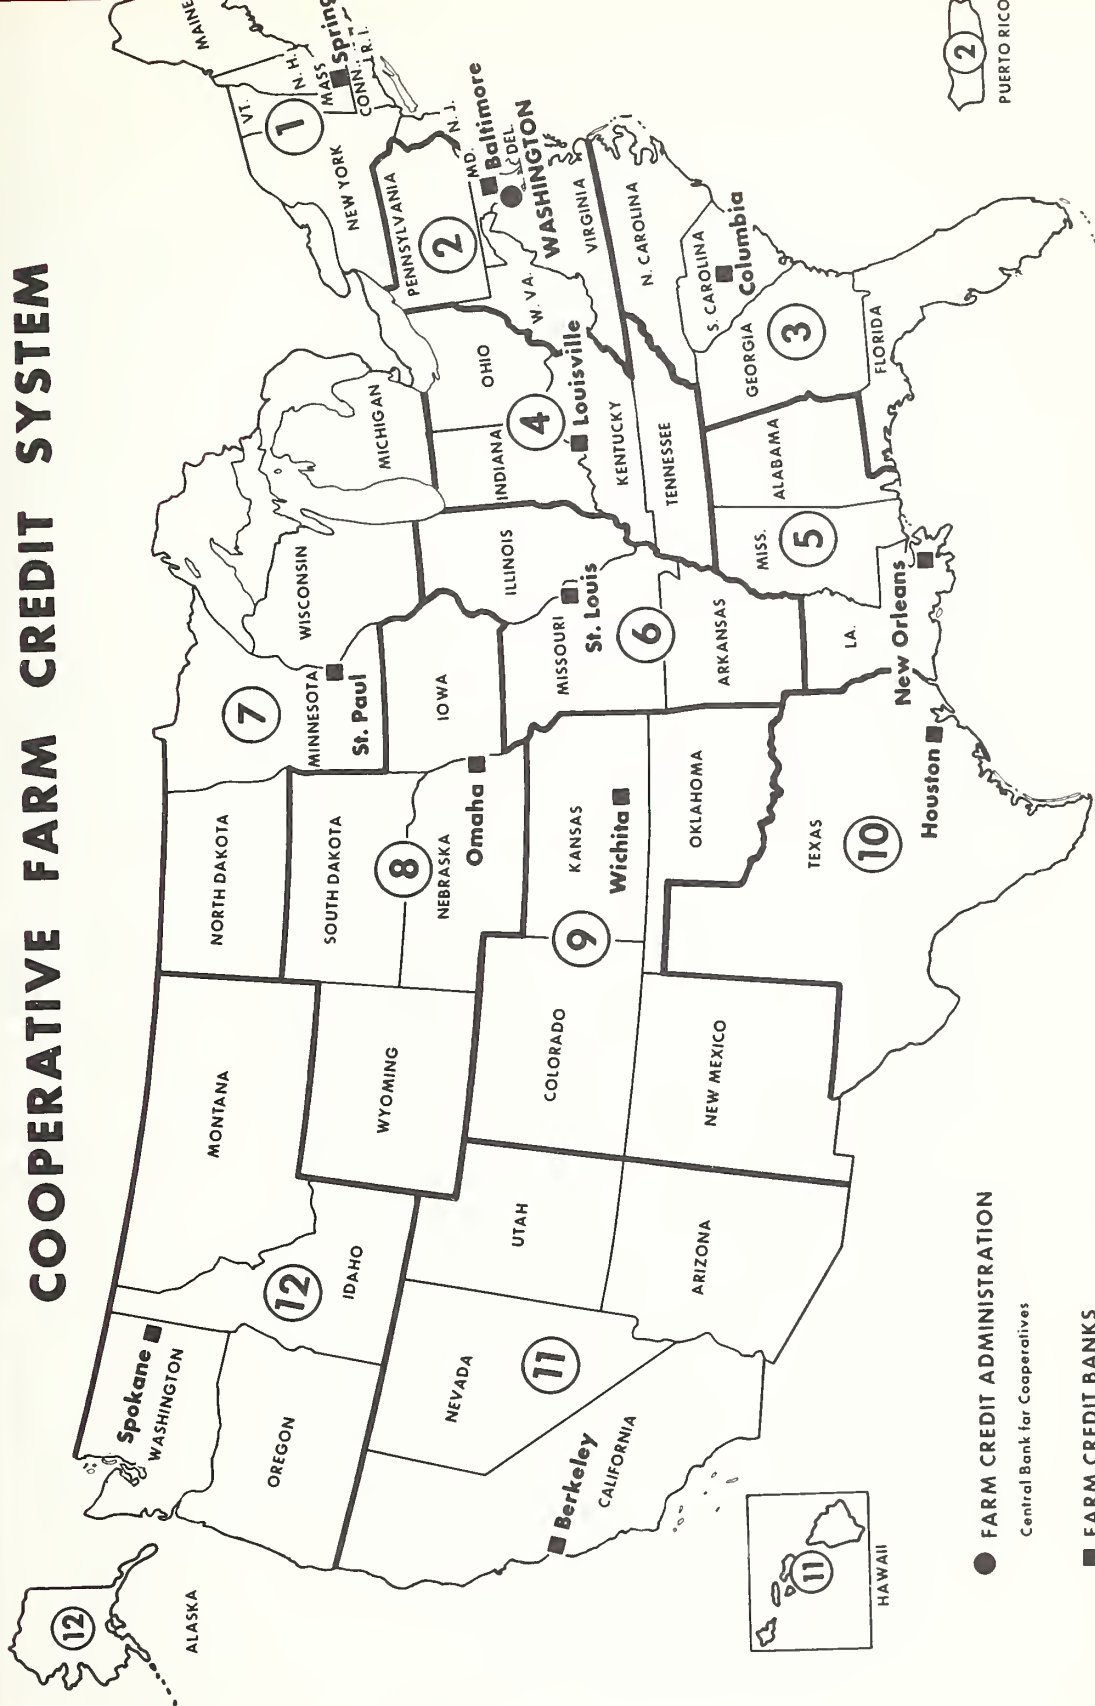 COOPERATIVE FARM CREDIT SYSTEM
12
ALASKA
Spokane
WASHINGTON
OREGON
12
IDAHO
MONTANA
WYOMING
NORTH DAKOTA
SOUTH DAKOTA
8
NEBRASKA
Omaha
7
MINNESOTA
St. Paul
WISCONSIN
IOWA
MICHIGAN
ILLINOIS
INDIANA
OHIO
4
Louisville
KENTUCKY
TENNESSEE
MAINE
VT.
N. H.
1
MASS
Spring
CONN.
R. I.
NEW YORK
PENNSYLVANIA
2
N. J.
MD.
Baltimore
DEL.
WASHINGTON
W. VA.
VIRGINIA
N. CAROLINA
S. CAROLINA
Columbia
GEORGIA
3
FLORIDA
ALABAMA
MISS.
5
New Orleans
LA.
MISSOURI
St. Louis
6
ARKANSAS
KANSAS
Wichita
9
COLORADO
OKLAHOMA
NEW MEXICO
TEXAS
10
Houston
UTAH
ARIZONA
NEVADA
11
Berkeley
CALIFORNIA
11
HAWAII
2
PUERTO RICO
FARM CREDIT ADMINISTRATION
Central Bank for Cooperatives
FARM CREDIT BANKS